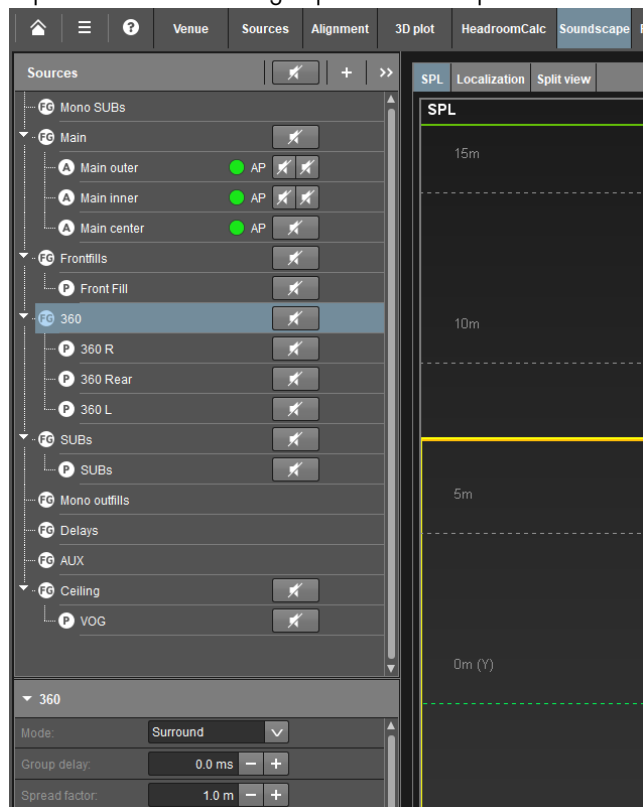 ? Venue Sources Alignment 3D plot HeadroomCalc Soundscape
Sources + >>
SPL Localization Split view
FG Mono SUBs
FG Main
A Main outer AP
A Main inner AP
A Main center AP
FG Frontfills
P Front Fill
FG 360
P 360 R
P 360 Rear
P 360 L
FG SUBs
P SUBs
FG Mono outfills
FG Delays
FG AUX
FG Ceiling
P VOG
360
Mode: Surround
Group delay: 0.0 ms - +
Spread factor: 1.0 m - +
SPL
15m
10m
5m
0m (Y)